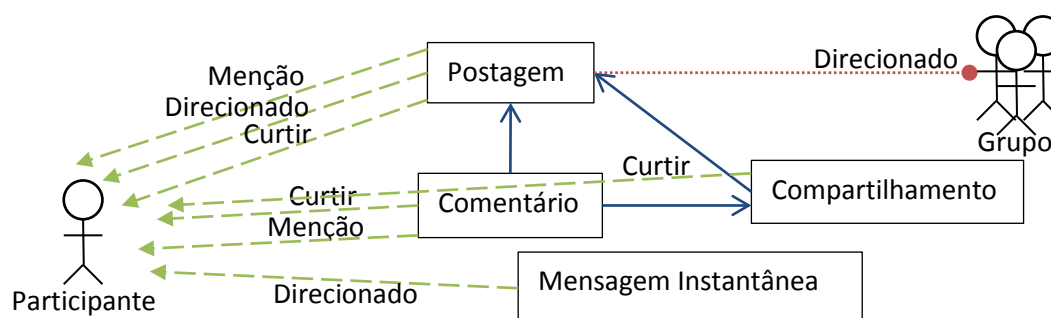 Postagem
Direcionado
Menção
Direcionado
Curtir
Grupo
Curtir
Compartilhamento
Curtir
Comentário
Menção
Mensagem Instantânea
Direcionado
Participante